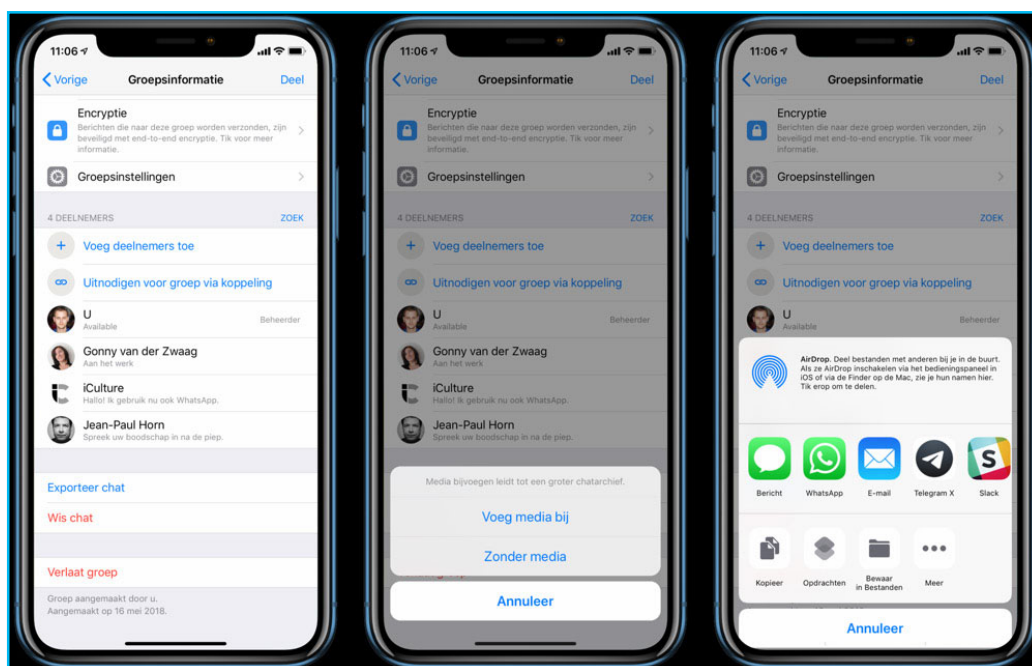 11:06
Vorige
Groepsinformatie
Deel
Encryptie
Berichten die naar deze groep worden verzonden, zijn
beveiligd met end-to-end encryptie. Tik voor meer
informatie.
Groepsinstellingen
4 DEELNEMERS
ZOEK
Voeg deelnemers toe
Uitnodigen voor groep via koppeling
U
Available
Beheerder
Gonny van der Zwaag
Aan het werk
iCulture
Hallo! Ik gebruik nu ook WhatsApp.
Jean-Paul Horn
Spreek uw boodschap in na de piep.
Exporteer chat
Wis chat
Verlaat groep
Groep aangemaakt door u.
Aangemaakt op 16 mei 2018.
11:06
Vorige
Groepsinformatie
Deel
Encryptie
Berichten die naar deze groep worden verzonden, zijn
beveiligd met end-to-end encryptie. Tik voor meer
informatie.
Groepsinstellingen
4 DEELNEMERS
ZOEK
Voeg deelnemers toe
Uitnodigen voor groep via koppeling
U
Available
Beheerder
Gonny van der Zwaag
Aan het werk
iCulture
Hallo! Ik gebruik nu ook WhatsApp.
Jean-Paul Horn
Spreek uw boodschap in na de piep.
Media bijvoegen leidt tot een groter chatarchief.
Voeg media bij
Zonder media
Annuleer
11:06
Vorige
Groepsinformatie
Deel
Encryptie
Berichten die naar deze groep worden verzonden, zijn
beveiligd met end-to-end encryptie. Tik voor meer
informatie.
Groepsinstellingen
4 DEELNEMERS
ZOEK
Voeg deelnemers toe
Uitnodigen voor groep via koppeling
U
Available
Beheerder
AirDrop. Deel bestanden met anderen bij je in de buurt.
Als ze AirDrop inschakelen via het bedieningspaneel in
iOS of via de Finder op de Mac, zie je hun namen hier.
Tik erop om te delen.
Bericht
WhatsApp
E-mail
Telegram X
Slack
Kopieer
Opdrachten
Bewaar
in Bestanden
Meer
Annuleer